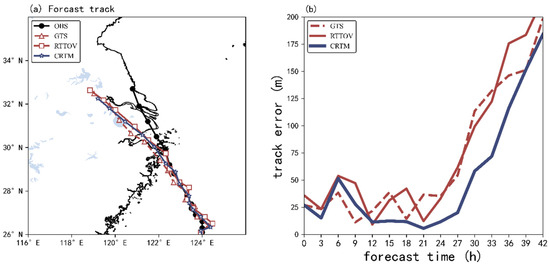 (a) Forcast track
OBS
GTS
RTTOV
CRTM
34° N
32° N
30° N
28° N
26° N
116° E 118° E 120° E 122° E 124° E
(b)
GTS
RTTOV
CRTM
track error (m)
200
175
150
125
100
75
50
25
0
0 3 6 9 12 15 18 21 24 27 30 33 36 39 42
forecast time (h)